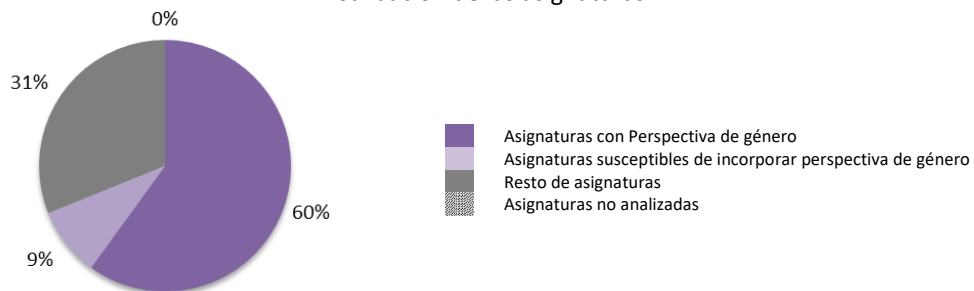 0%
31%
60%
9%
Asignaturas con Perspectiva de género
Asignaturas susceptibles de incorporar perspectiva de género
Resto de asignaturas
Asignaturas no analizadas